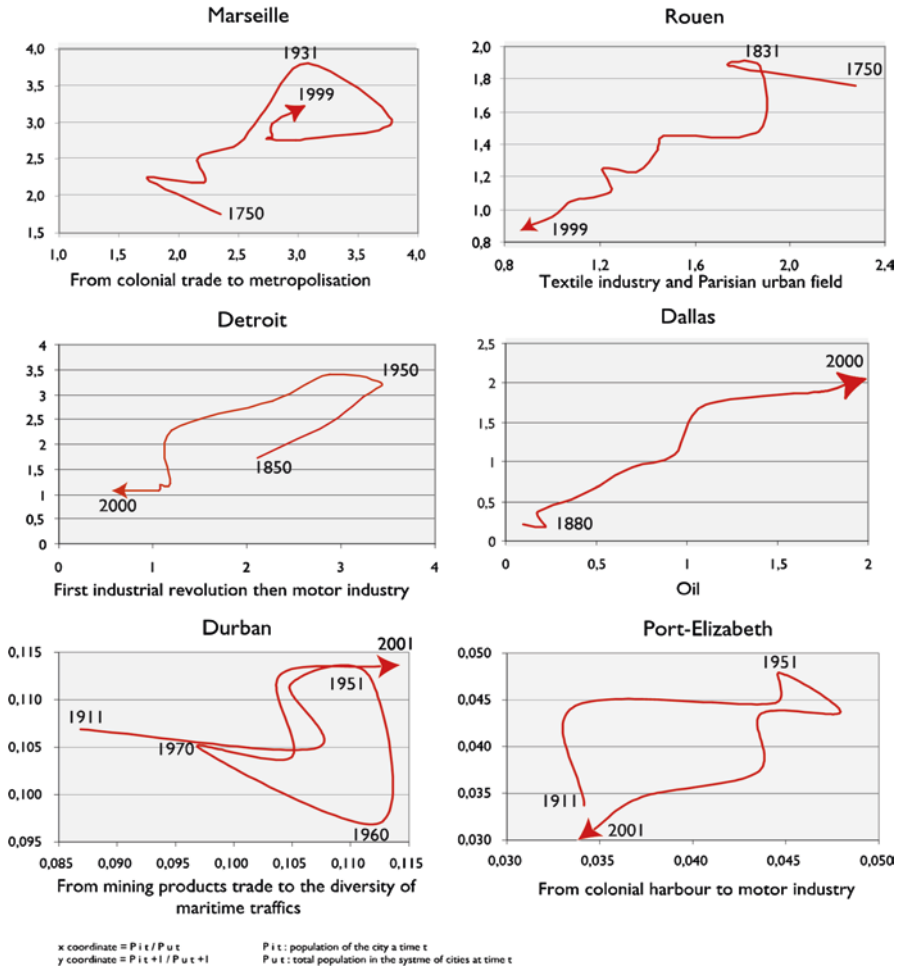 Marseille
4,0
3,5
3,0
2,5
2,0
1,5
1,0 1,5 2,0 2,5 3,0 3,5 4,0
1931
1999
1750
From colonial trade to metropolisation
Rouen
2,0
1,8
1,6
1,4
1,2
1,0
0,8
0,8 1,2 1,6 2,0 2,4
1831
1750
1999
Textile industry and Parisian urban field
Detroit
4
3,5
3
2,5
2
1,5
1
0,5
0
0 1 2 3 4
1950
1850
2000
First industrial revolution then motor industry
Dallas
2,5
2
1,5
1
0,5
0
0 0,5 1 1,5 2
2000
1880
Oil
Durban
0,115
0,110
0,105
0,100
0,095
0,085 0,090 0,095 0,100 0,105 0,110 0,115
2001
1951
1911
1970
1960
From mining products trade to the diversity of
maritime traffics
Port-Elizabeth
0,050
0,045
0,040
0,035
0,030
0,030 0,035 0,040 0,045 0,050
1951
1911
2001
From colonial harbour to motor industry
x coordinate = P i t / P u t
y coordinate = P i t +1 / P u t +1
P i t : population of the city a time t
P u t : total population in the systme of cities at time t